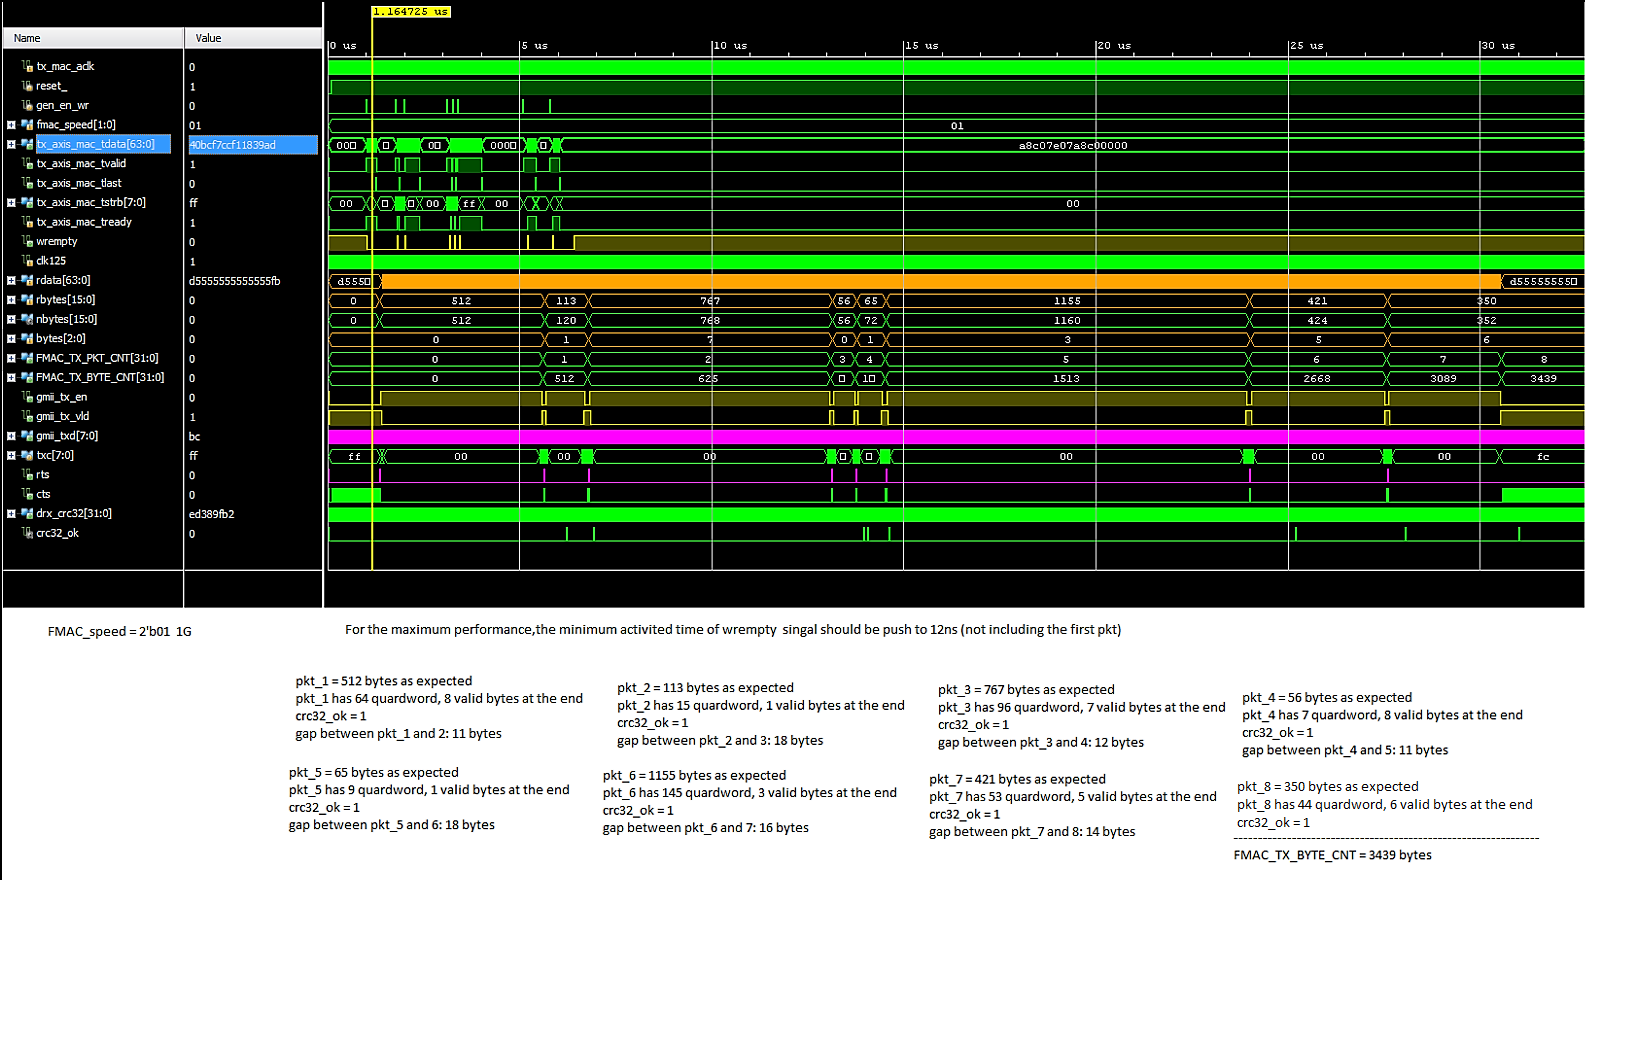 1.164725 us
Name Value
0 us 5 us 10 us 15 us 20 us 25 us 30 us
tx_mac_aclk 0
reset_ 1
gen_en_wr 0
fmac_speed[1:0] 01 01
tx_axis_mac_tdata[63:0] 40bcf7ccf11839ad 00 0 0000 a8c07e07a8c00000
tx_axis_mac_tvalid 1
tx_axis_mac_tlast 0
tx_axis_mac_tstrb[7:0] ff 00 00 ff 00 00
tx_axis_mac_tready 1
wrempty 0
clk125 1
rdata[63:0] d5555555555555fb d555 d55555555
rbytes[15:0] 0 0 512 113 767 56 65 1155 421 350
nbytes[15:0] 0 0 512 120 768 56 72 1160 424 352
bytes[2:0] 0 0 1 7 0 1 3 5 6
FMAC_TX_PKT_CNT[31:0] 0 0 1 2 3 4 5 6 7 8
FMAC_TX_BYTE_CNT[31:0] 0 0 512 625 1 1513 2668 3089 3439
gmii_tx_en 0
gmii_tx_vld 1
gmii_txd[7:0] bc
txc[7:0] ff ff 00 00 00 00 00 00 fc
rts 0
cts 0
drx_crc32[31:0] ed389fb2
crc32_ok 0
FMAC_speed = 2'b01 1G
For the maximum performance,the minimum activited time of wrempty singal should be push to 12ns (not including the first pkt)
pkt_1 = 512 bytes as expected
pkt_1 has 64 quardword, 8 valid bytes at the end
crc32_ok = 1
gap between pkt_1 and 2: 11 bytes
pkt_2 = 113 bytes as expected
pkt_2 has 15 quardword, 1 valid bytes at the end
crc32_ok = 1
gap between pkt_2 and 3: 18 bytes
pkt_3 = 767 bytes as expected
pkt_3 has 96 quardword, 7 valid bytes at the end
crc32_ok = 1
gap between pkt_3 and 4: 12 bytes
pkt_4 = 56 bytes as expected
pkt_4 has 7 quardword, 8 valid bytes at the end
crc32_ok = 1
gap between pkt_4 and 5: 11 bytes
pkt_5 = 65 bytes as expected
pkt_5 has 9 quardword, 1 valid bytes at the end
crc32_ok = 1
gap between pkt_5 and 6: 18 bytes
pkt_6 = 1155 bytes as expected
pkt_6 has 145 quardword, 3 valid bytes at the end
crc32_ok = 1
gap between pkt_6 and 7: 16 bytes
pkt_7 = 421 bytes as expected
pkt_7 has 53 quardword, 5 valid bytes at the end
crc32_ok = 1
gap between pkt_7 and 8: 14 bytes
pkt_8 = 350 bytes as expected
pkt_8 has 44 quardword, 6 valid bytes at the end
crc32_ok = 1
FMAC_TX_BYTE_CNT = 3439 bytes